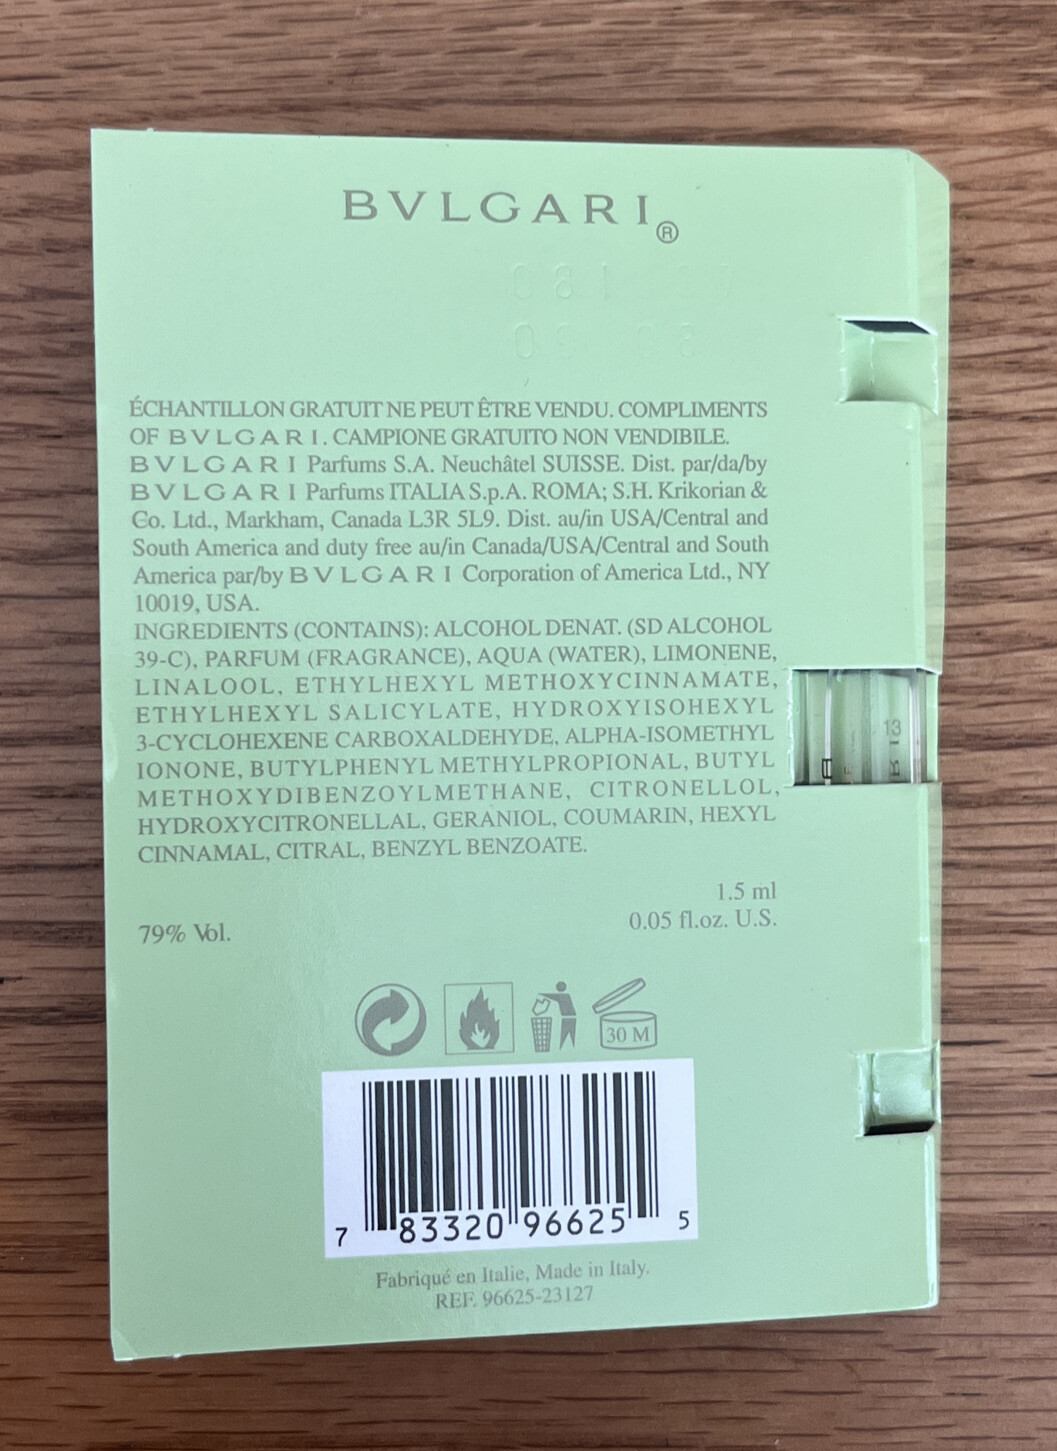 BVLGARI®
ÉCHANTILLON GRATUIT NE PEUT ÊTRE VENDU. COMPLIMENTS
OF BVLGARI. CAMPIONE GRATUITO NON VENDIBILE.
BVLGARI Parfums S.A. Neuchâtel SUISSE. Dist. par/da/by
BVLGARI Parfums ITALIA S.p.A. ROMA; S.H. Krikorian &
Co. Ltd., Markham, Canada L3R 5L9. Dist. au/in USA/Central and
South America and duty free au/in Canada/USA/Central and South
America par/by BVLGARI Corporation of America Ltd., NY
10019, USA.
INGREDIENTS (CONTAINS): ALCOHOL DENAT. (SD ALCOHOL
39-C), PARFUM (FRAGRANCE), AQUA (WATER), LIMONENE,
LINALOOL, ETHYLHEXYL METHOXYCINNAMATE,
ETHYLHEXYL SALICYLATE, HYDROXYISOHEXYL
3-CYCLOHEXENE CARBOXALDEHYDE, ALPHA-ISOMETHYL
IONONE, BUTYLPHENYL METHYLPROPIONAL, BUTYL
METHOXYDIBENZOYLMETHANE, CITRONELLOL,
HYDROXYCITRONELLAL, GERANIOL, COUMARIN, HEXYL
CINNAMAL, CITRAL, BENZYL BENZOATE.
1.5 ml
79% Vol.
0.05 fl.oz. U.S.
30 M
7 83320 96625 5
Fabriqué en Italie, Made in Italy.
REF. 96625-23127
13